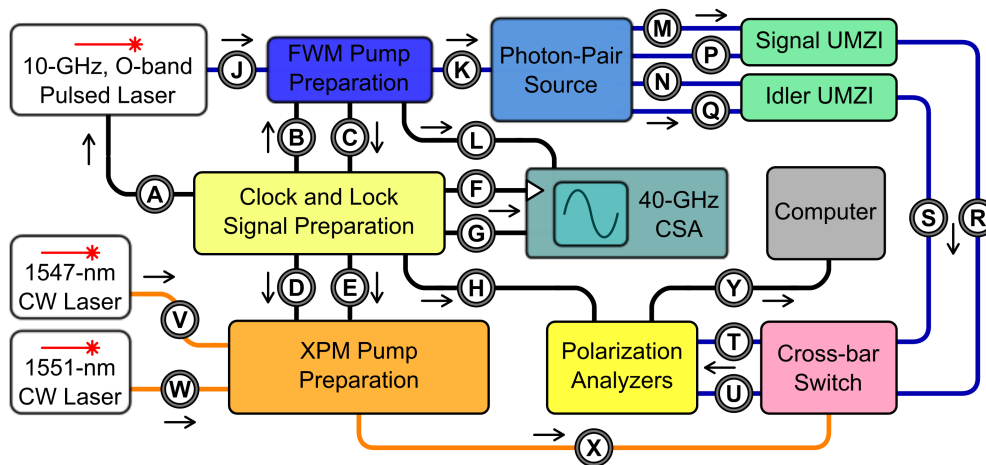 10-GHz, O-band
Pulsed Laser
J
FWM Pump
Preparation
K
Photon-Pair
Source
M
P
N
Q
Signal UMZI
Idler UMZI
B
C
L
A
Clock and Lock
Signal Preparation
F
G
40-GHz
CSA
Computer
S
R
1547-nm
CW Laser
V
D
E
H
Y
1551-nm
CW Laser
W
XPM Pump
Preparation
Polarization
Analyzers
T
U
Cross-bar
Switch
X